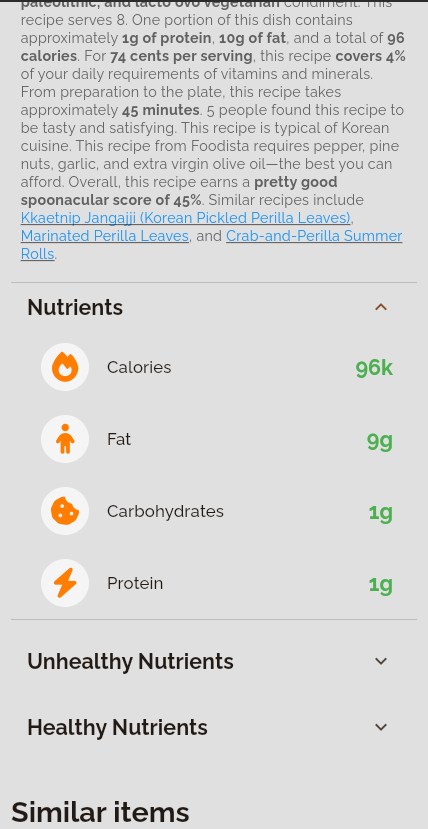 paleolithic, and lacto ovo vegetarian condiment. This
recipe serves 8. One portion of this dish contains
approximately 1g of protein, 10g of fat, and a total of 96
calories. For 74 cents per serving, this recipe covers 4%
of your daily requirements of vitamins and minerals.
From preparation to the plate, this recipe takes
approximately 45 minutes. 5 people found this recipe to
be tasty and satisfying. This recipe is typical of Korean
cuisine. This recipe from Foodista requires pepper, pine
nuts, garlic, and extra virgin olive oil—the best you can
afford. Overall, this recipe earns a pretty good
spoonacular score of 45%. Similar recipes include
Kkaetnip Jangajji (Korean Pickled Perilla Leaves),
Marinated Perilla Leaves, and Crab-and-Perilla Summer
Rolls.
Nutrients
Calories 96k
Fat 9g
Carbohydrates 1g
Protein 1g
Unhealthy Nutrients
Healthy Nutrients
Similar items